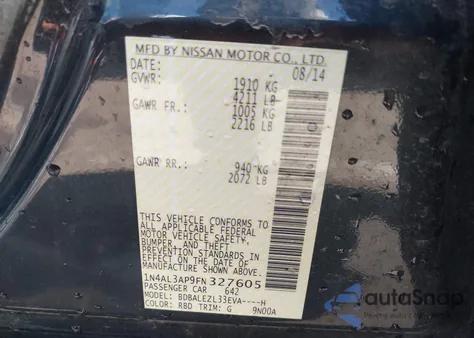 MFD BY NISSAN MOTOR CO., LTD.
DATE: 08/14
GVWR: 1910 KG
4211 LB
GAWR FR.: 1005 KG
2216 LB
GAWR RR.: 940 KG
2072 LB
THIS VEHICLE CONFORMS TO
ALL APPLICABLE FEDERAL
MOTOR VEHICLE SAFETY,
BUMPER, AND THEFT
PREVENTION STANDARDS IN
EFFECT ON THE DATE OF
MANUFACTURE SHOWN ABOVE.
1N4AL3AP9FN327605
PASSENGER CAR 642
MODEL: BDBALEZL33EVA----H
COLOR: RBD TRIM: G 9N00A
autoSnap